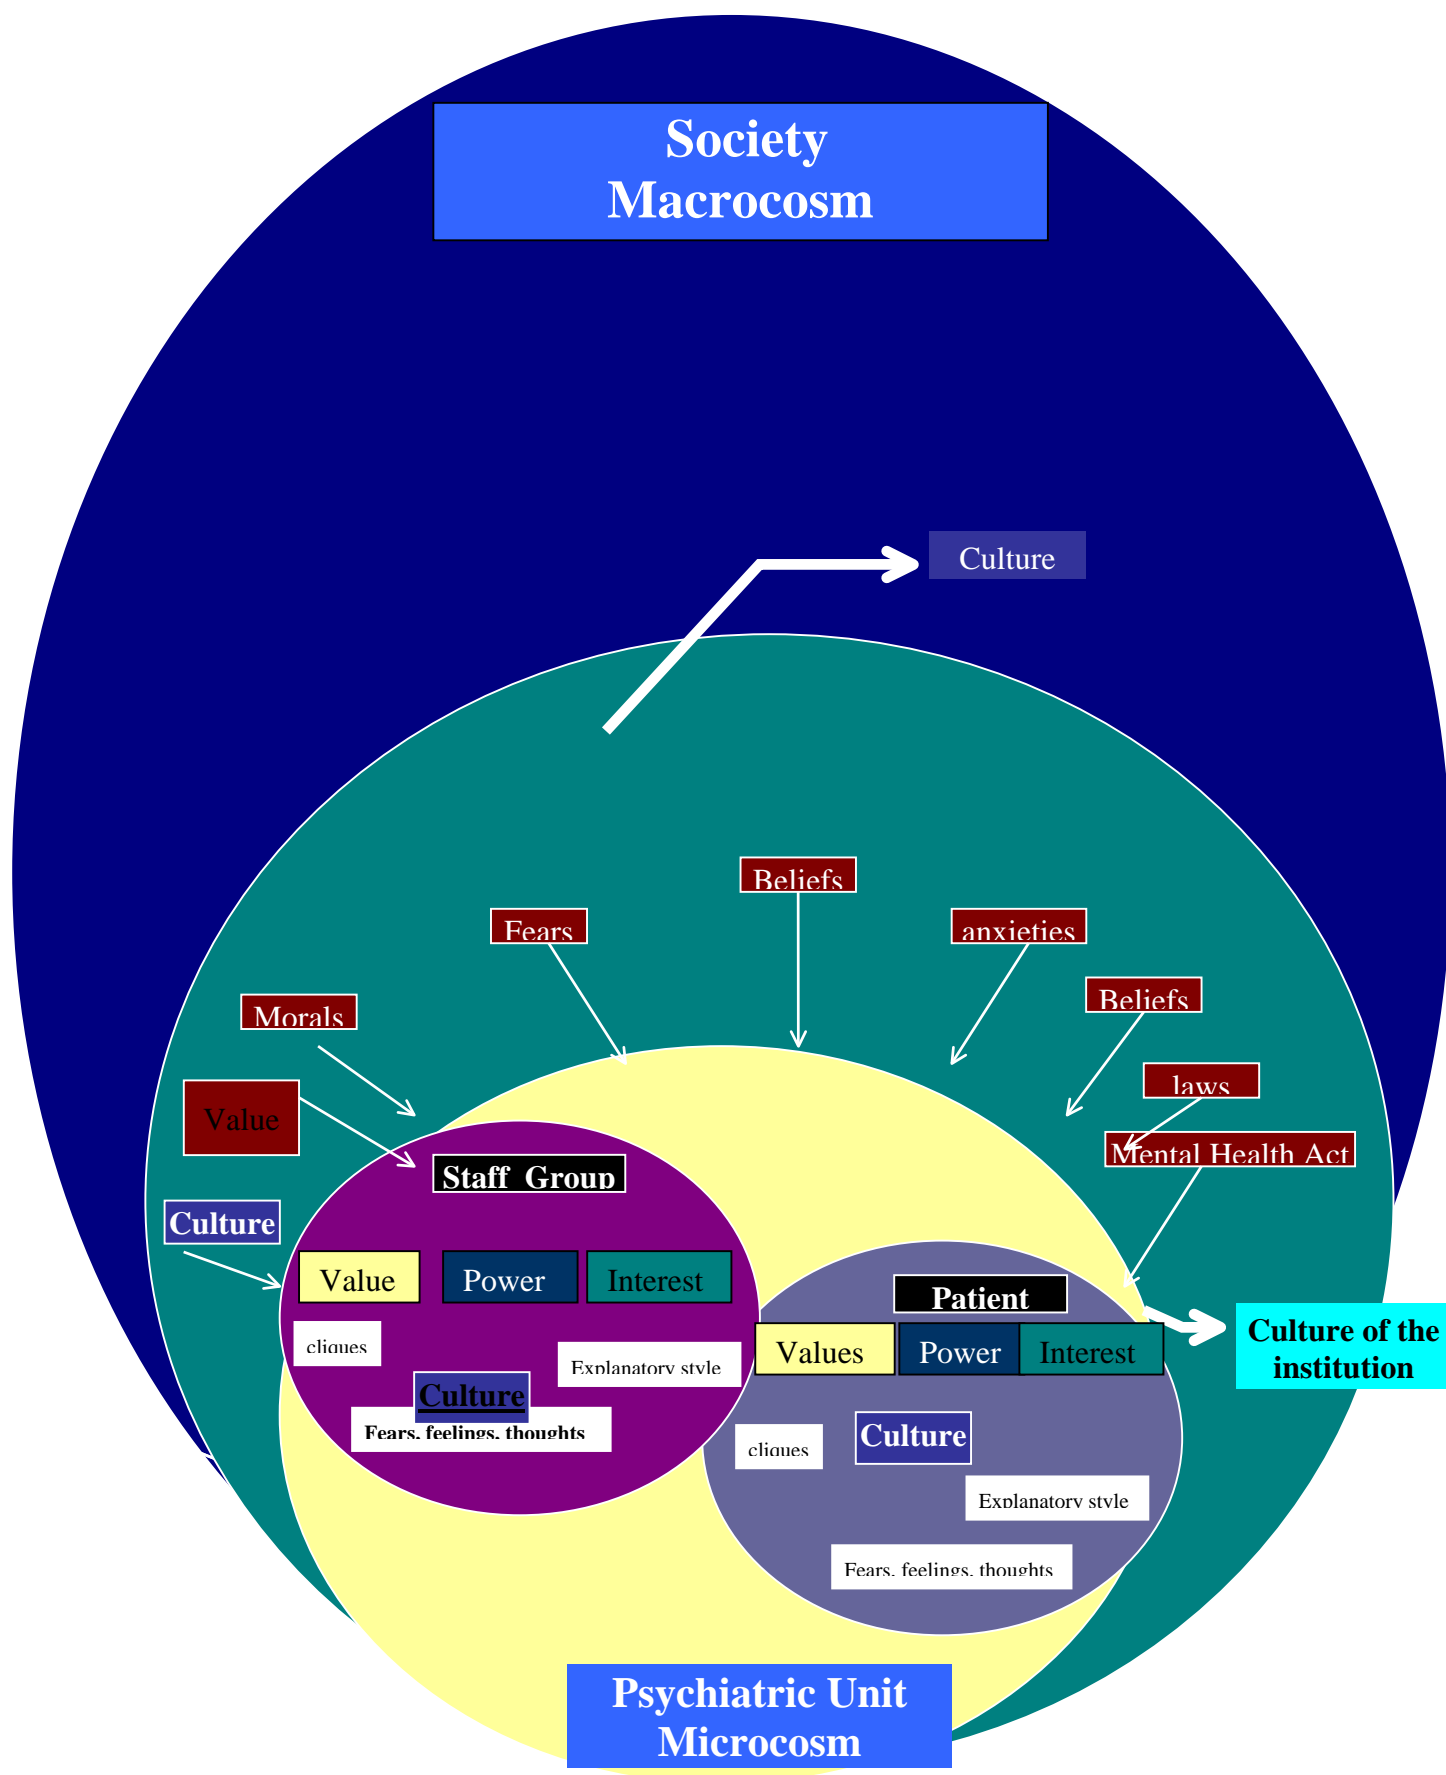 Society
Macrocosm
Culture
Beliefs
Fears
anxieties
Beliefs
Morals
laws
Value
Mental Health Act
Staff Group
Culture
Value
Power
Interest
Patient
Culture of the
institution
cliques
Explanatory style
Values
Power
Interest
Culture
Fears, feelings, thoughts
cliques
Culture
Explanatory style
Fears, feelings, thoughts
Psychiatric Unit
Microcosm